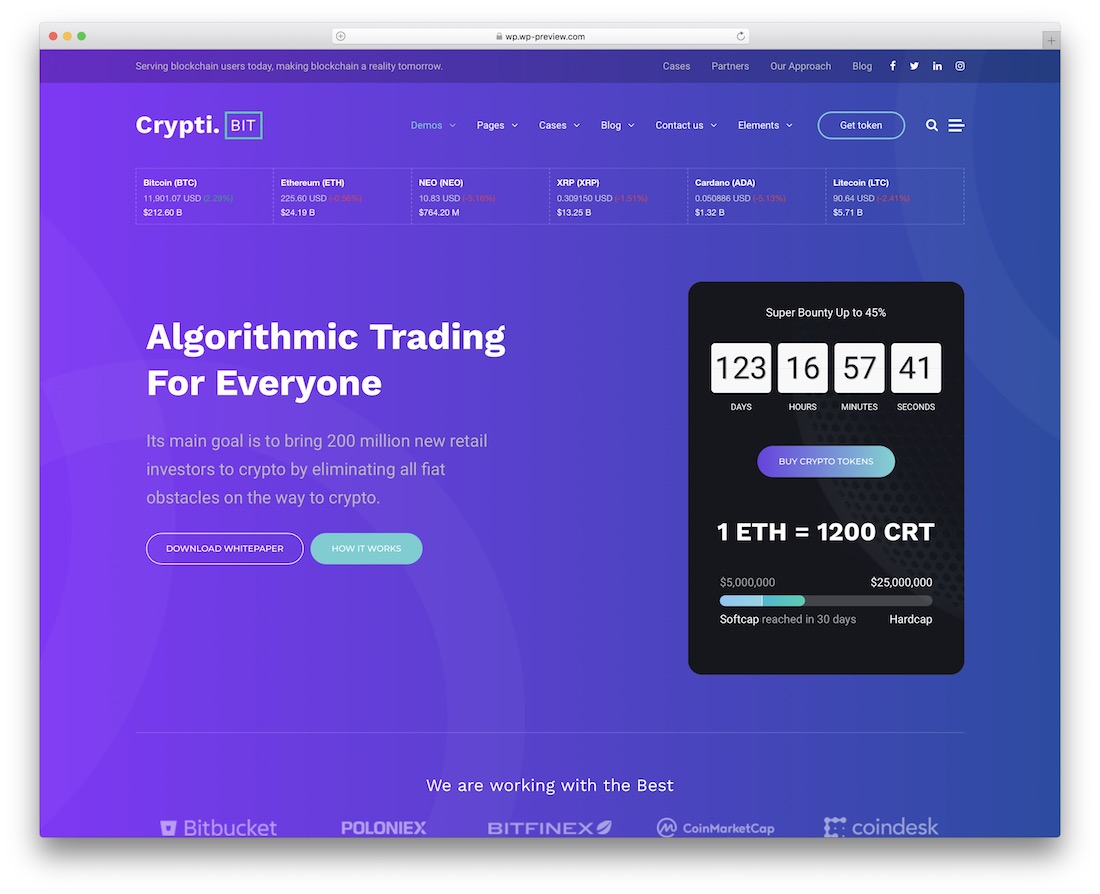 wp.wp-preview.com
Serving blockchain users today, making blockchain a reality tomorrow.
Cases Partners Our Approach Blog
Crypti. BIT
Demos Pages Cases Blog Contact us Elements Get token
Bitcoin (BTC) Ethereum (ETH) NEO (NEO) XRP (XRP) Cardano (ADA) Litecoin (LTC)
11,901.07 USD (2.29%) 225.60 USD (-0.56%) 10.83 USD (-5.16%) 0.309150 USD (-1.51%) 0.050886 USD (-5.13%) 90.64 USD (-2.41%)
$212.60 B $24.19 B $764.20 M $13.25 B $1.32 B $5.71 B
Algorithmic Trading
For Everyone
Its main goal is to bring 200 million new retail
investors to crypto by eliminating all fiat
obstacles on the way to crypto.
DOWNLOAD WHITEPAPER HOW IT WORKS
Super Bounty Up to 45%
123 16 57 41
DAYS HOURS MINUTES SECONDS
BUY CRYPTO TOKENS
1 ETH = 1200 CRT
$5,000,000 $25,000,000
Softcap reached in 30 days Hardcap
We are working with the Best
Bitbucket POLONIEX BITFINEX CoinMarketCap coindesk